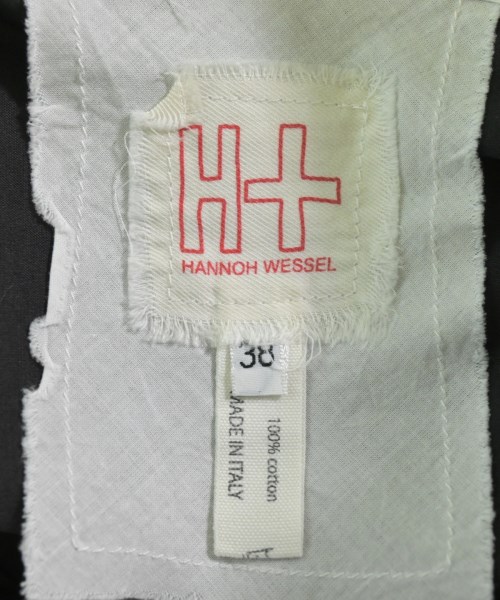 H+
HANNOH WESSEL
38
100% cotton
MADE IN ITALY